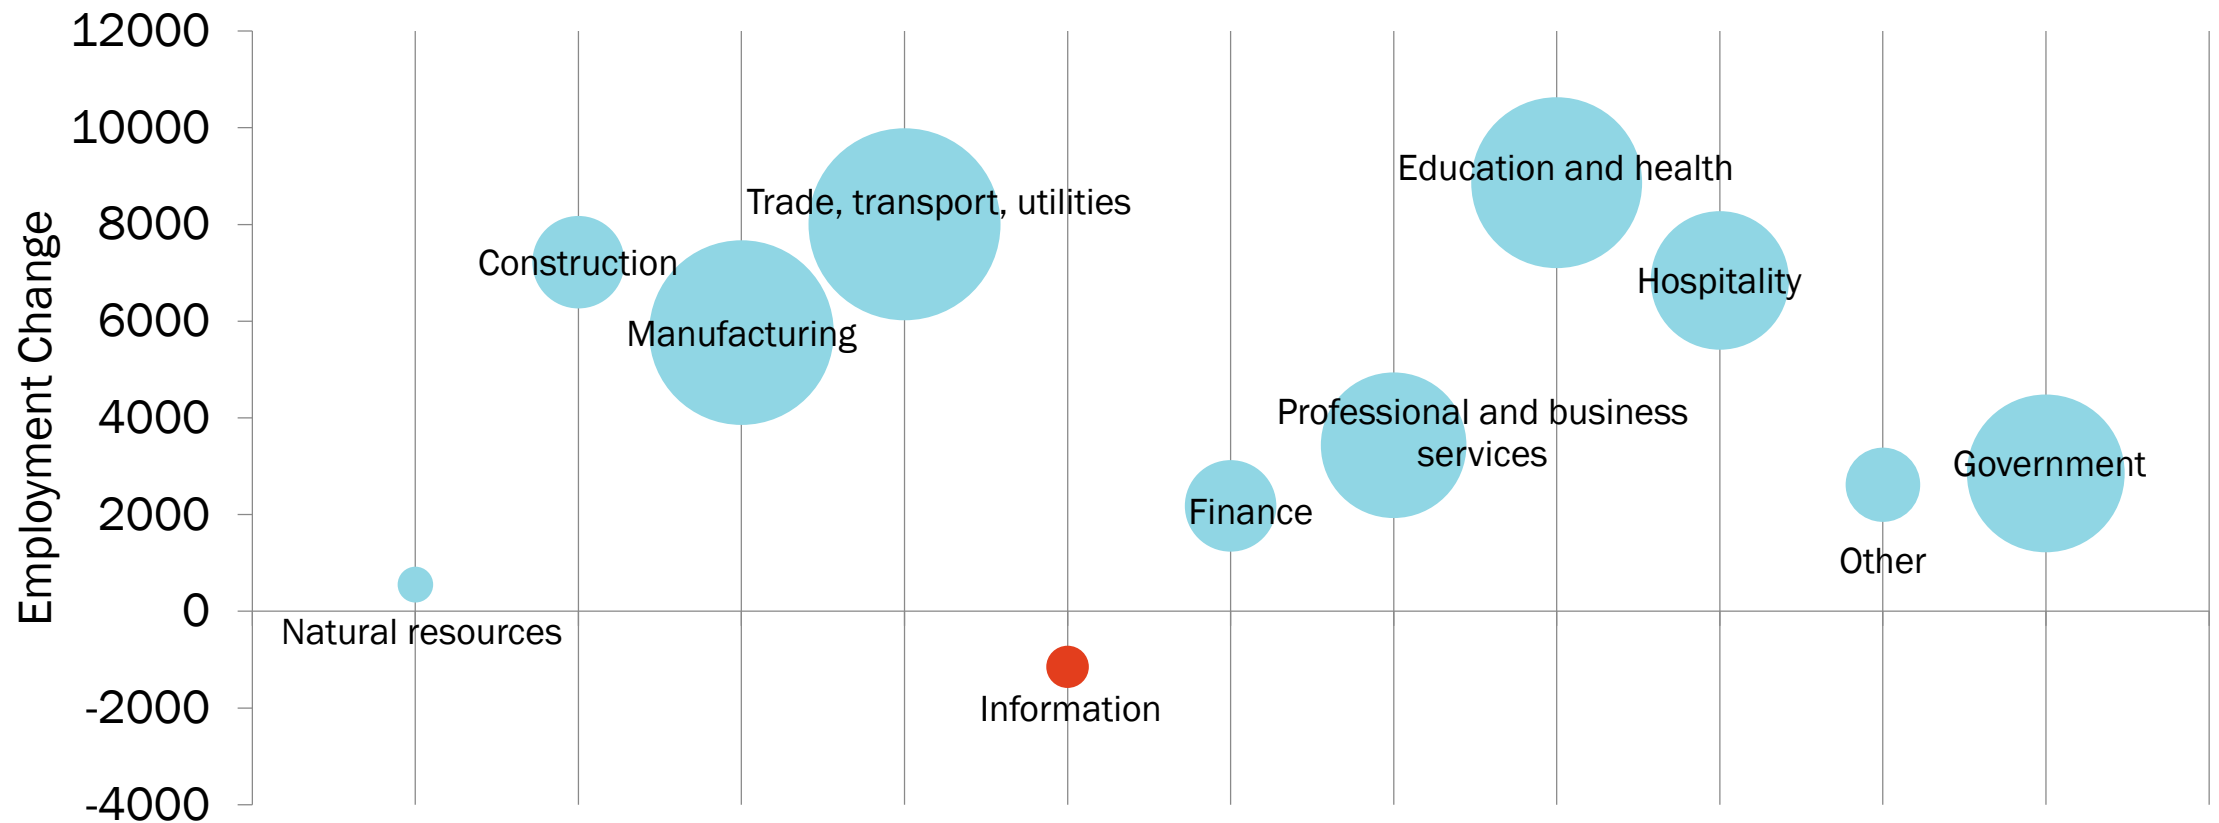 12000
10000
8000
6000
4000
2000
0
-2000
-4000
Employment Change
Natural resources
Construction
Manufacturing
Trade, transport, utilities
Information
Finance
Professional and business
services
Education and health
Hospitality
Other
Government